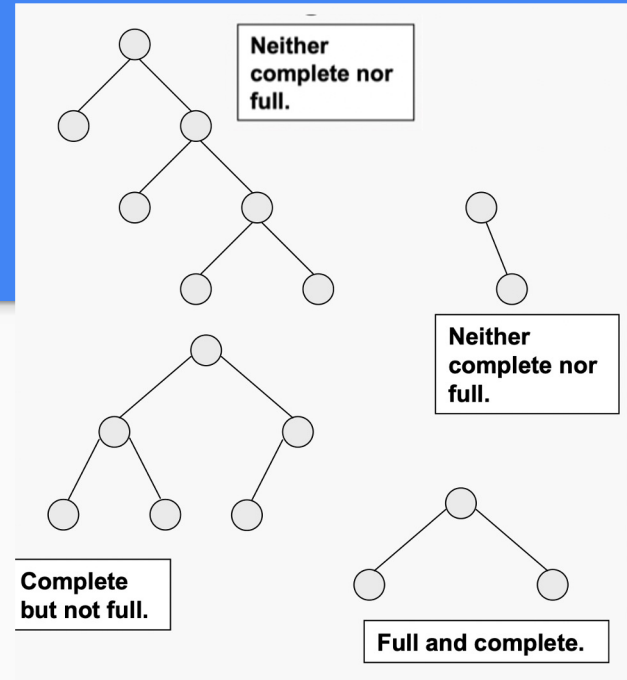 Neither
complete nor
full.
Neither
complete nor
full.
Complete
but not full.
Full and complete.